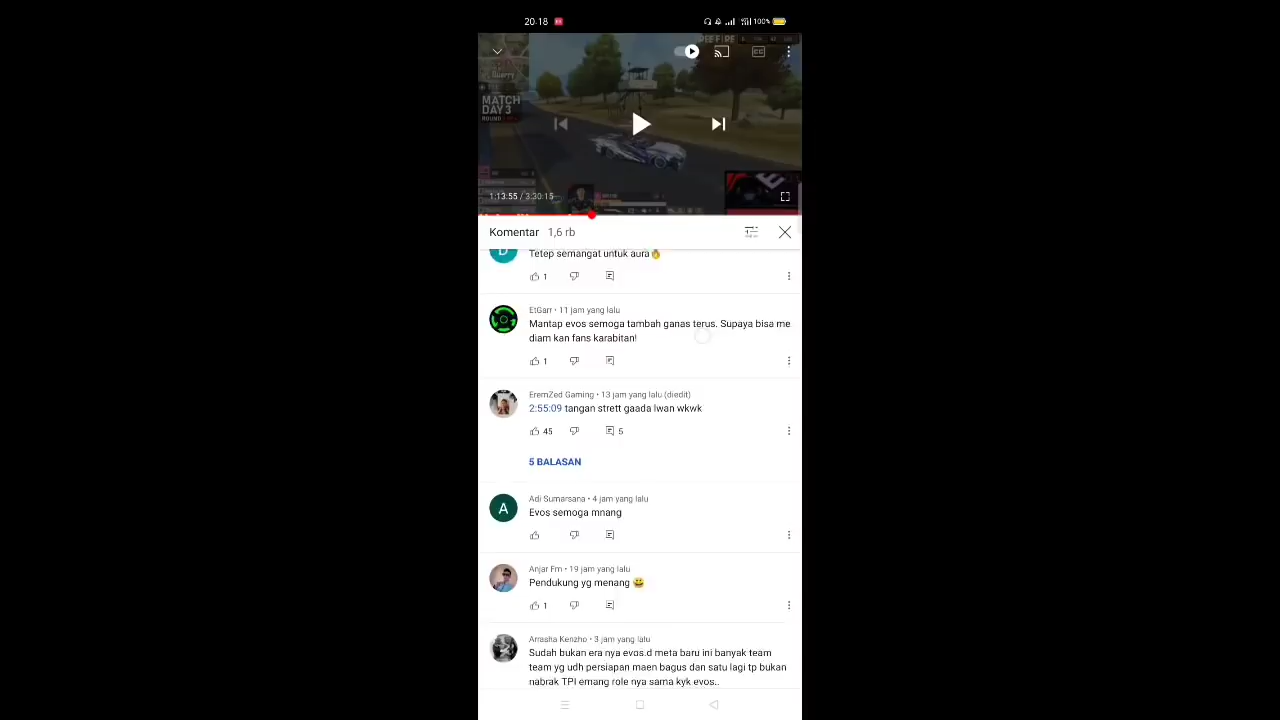 20.18
100%
FREE FIRE
MATCH
DAY 3
ROUND
1:13:55 / 3:30:15
Komentar 1,6 rb
D
Tetep semangat untuk aura🔥
1
EtGarr • 11 jam yang lalu
Mantap evos semoga tambah ganas terus. Supaya bisa me
diam kan fans karabitan!
1
EremZed Gaming • 13 jam yang lalu (diedit)
2:55:09 tangan strett gaada lwan wkwk
45 5
5 BALASAN
A
Adi Sumarsana • 4 jam yang lalu
Evos semoga mnang
Anjar Fm • 19 jam yang lalu
Pendukung yg menang 😃
1
Arrasha Kenzho • 3 jam yang lalu
Sudah bukan era nya evos.d meta baru ini banyak team
team yg udh persiapan maen bagus dan satu lagi tp bukan
nabrak TPI emang role nya sama kyk evos..